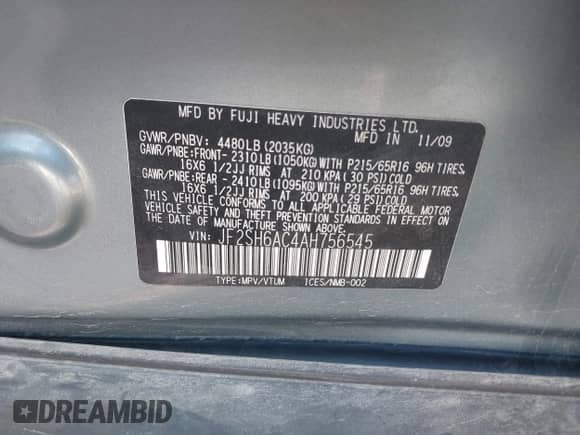 MFD BY FUJI HEAVY INDUSTRIES LTD.
MFD IN 11/09
GVWR/PNBV: 4480LB (2035KG)
GAWR/PNBE:FRONT- 2310LB (1050KG) WITH P215/65R16 96H TIRES,
16X6 1/2JJ RIMS AT 210 KPA ( 30 PSI) COLD
GAWR/PNBE:REAR - 2410LB (1095KG) WITH P215/65R16 96H TIRES,
16X6 1/2JJ RIMS AT 200 KPA ( 29 PSI) COLD
THIS VEHICLE CONFORMS TO ALL APPLICABLE FEDERAL MOTOR
VEHICLE SAFETY STANDARDS IN EFFECT ON THE
DATE OF MANUFACTURE SHOWN ABOVE.
VIN: JF2SH6AC4AH756545
TYPE:MPV/VTUM ICES/NMB-002
DREAMBID